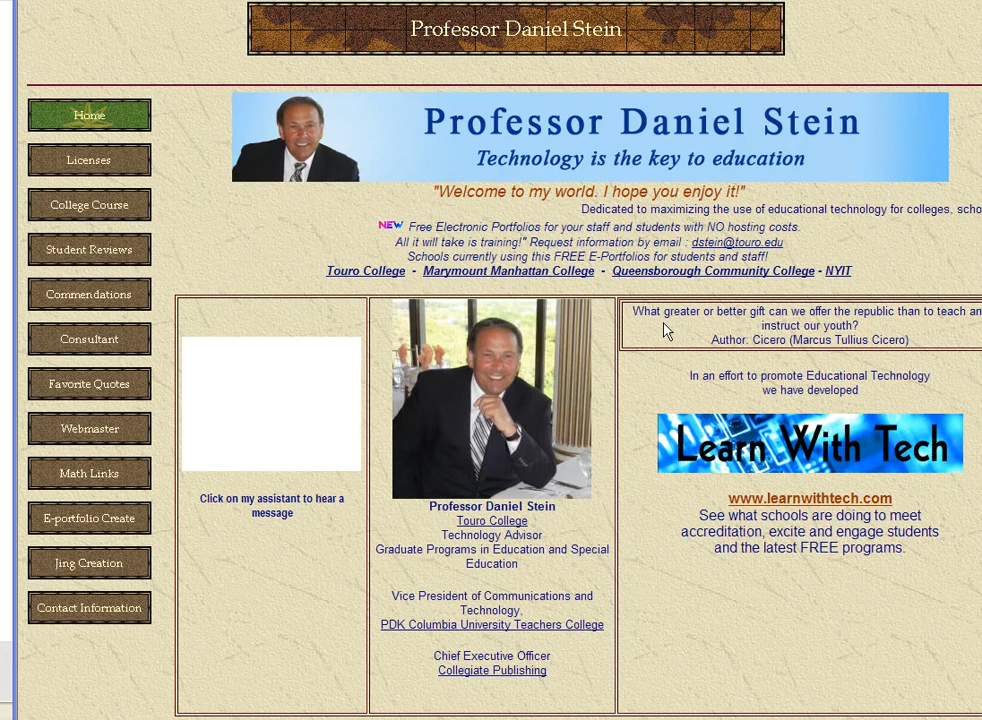 Professor Daniel Stein
Home
Licenses
College Course
Student Reviews
Commendations
Consultant
Favorite Quotes
Webmaster
Math Links
E-portfolio Create
Jing Creation
Contact Information
Professor Daniel Stein
Technology is the key to education
"Welcome to my world. I hope you enjoy it!"
Dedicated to maximizing the use of educational technology for colleges, scho
NEW Free Electronic Portfolios for your staff and students with NO hosting costs.
All it will take is training!" Request information by email : dstein@touro.edu
Schools currently using this FREE E-Portfolios for students and staff!
Touro College - Marymount Manhattan College - Queensborough Community College - NYIT
Click on my assistant to hear a
message
Professor Daniel Stein
Touro College
Technology Advisor
Graduate Programs in Education and Special
Education
Vice President of Communications and
Technology,
PDK Columbia University Teachers College
Chief Executive Officer
Collegiate Publishing
What greater or better gift can we offer the republic than to teach an
instruct our youth?
Author: Cicero (Marcus Tullius Cicero)
In an effort to promote Educational Technology
we have developed
Learn With Tech
www.learnwithtech.com
See what schools are doing to meet
accreditation, excite and engage students
and the latest FREE programs.